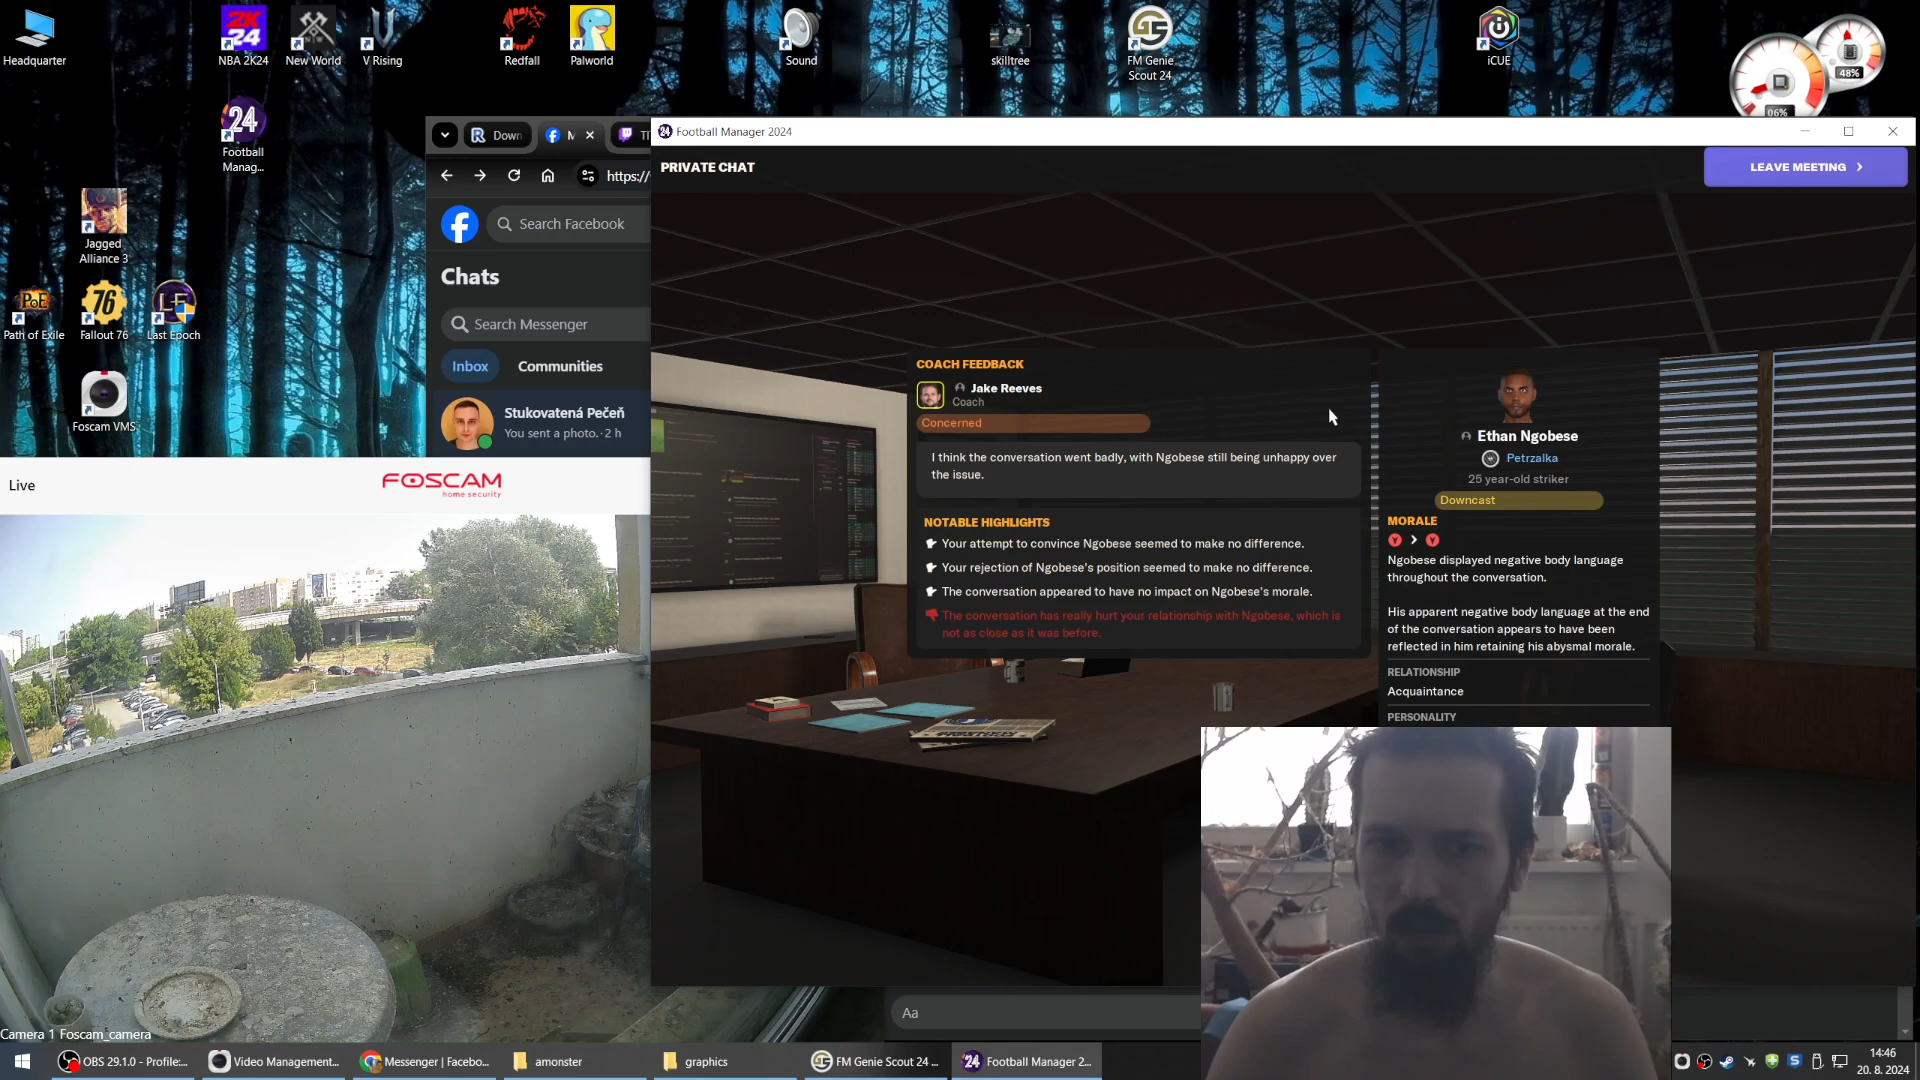 Headquarter
NBA 2K24
New World
V Rising
Redfall
Palworld
Sound
skilltree
FM Genie
Scout 24
iCUE
48%
06%
24
Football
Manag...
Jagged
Alliance 3
Path of Exile
Fallout 76
Last Epoch
Foscam VMS
Down
https://
Search Facebook
Chats
Search Messenger
Inbox
Communities
Stukovatená Pečeň
You sent a photo. · 2 h
Live
FOSCAM
home security
Camera 1 Foscam_camera
Football Manager 2024
PRIVATE CHAT
LEAVE MEETING
COACH FEEDBACK
Jake Reeves
Coach
Concerned
I think the conversation went badly, with Ngobese still being unhappy over
the issue.
NOTABLE HIGHLIGHTS
Your attempt to convince Ngobese seemed to make no difference.
Your rejection of Ngobese's position seemed to make no difference.
The conversation appeared to have no impact on Ngobese's morale.
The conversation has really hurt your relationship with Ngobese, which is
not as close as it was before.
Ethan Ngobese
Petrzalka
25 year-old striker
Downcast
MORALE
Ngobese displayed negative body language
throughout the conversation.
His apparent negative body language at the end
of the conversation appears to have been
reflected in him retaining his abysmal morale.
RELATIONSHIP
Acquaintance
PERSONALITY
Aa
OBS 29.1.0 - Profile:...
Video Management...
Messenger | Facebo...
amonster
graphics
FM Genie Scout 24 ...
Football Manager 2...
14:46
20. 8. 2024